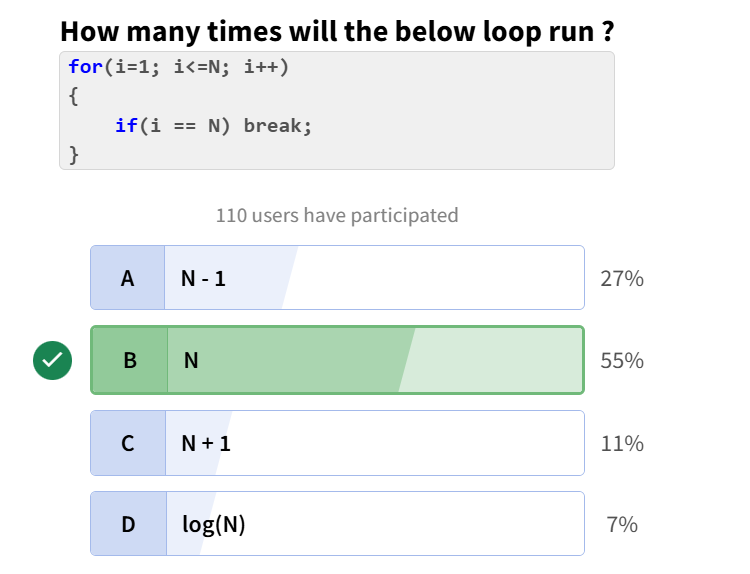 How many times will the below loop run ?
for(i=1; i<=N; i++)
{
    if(i == N) break;
}
110 users have participated
A N - 1 27%
B N 55%
C N + 1 11%
D log(N) 7%